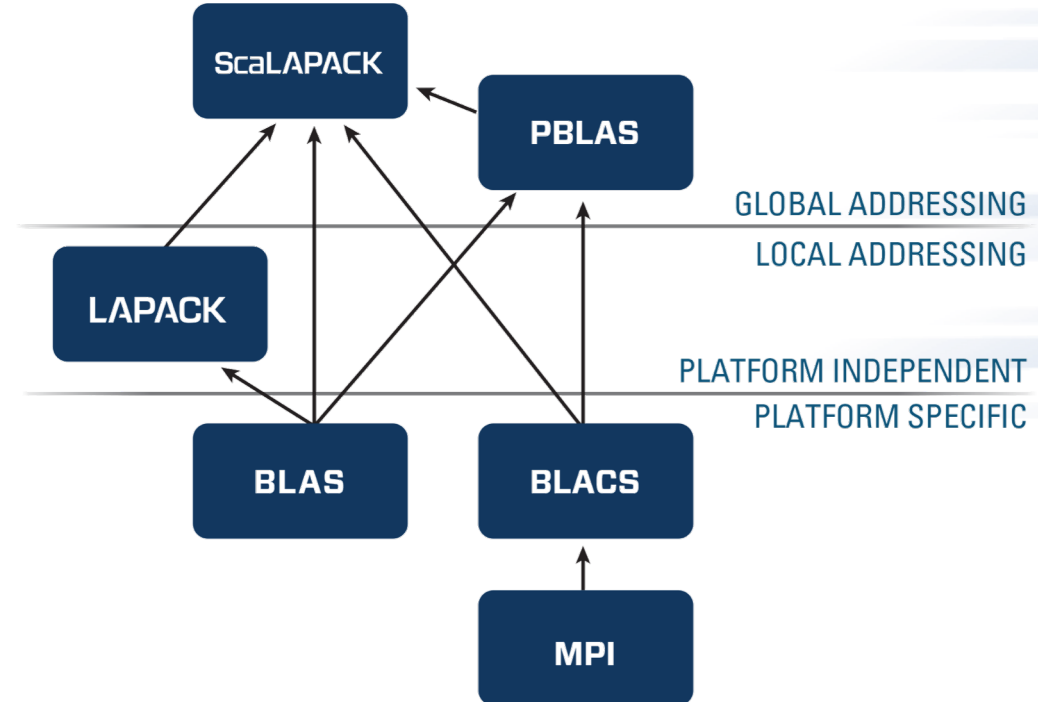 ScaLAPACK
PBLAS
GLOBAL ADDRESSING
LOCAL ADDRESSING
LAPACK
PLATFORM INDEPENDENT
PLATFORM SPECIFIC
BLAS
BLACS
MPI